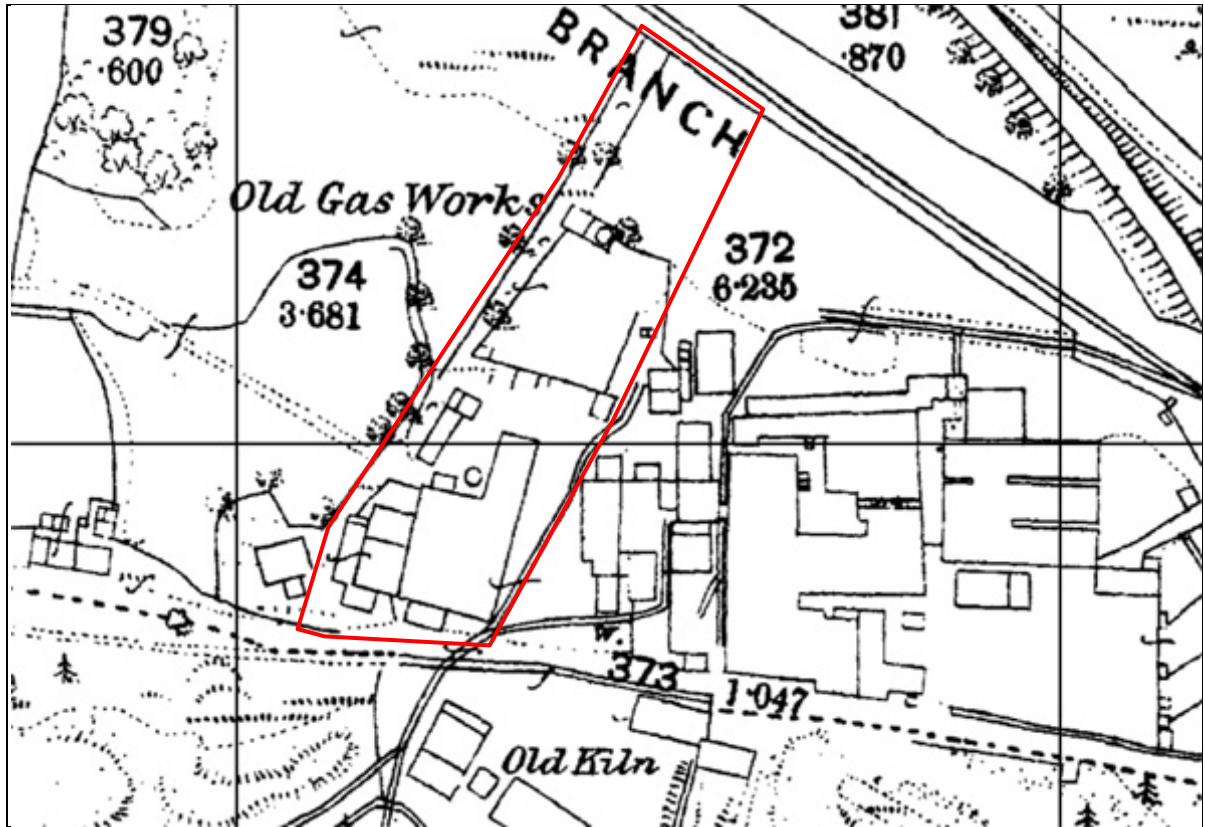 379
·600
BRANCH
381
·870
Old Gas Works
374
3·681
372
6·235
W.
373
1·047
Old Kiln